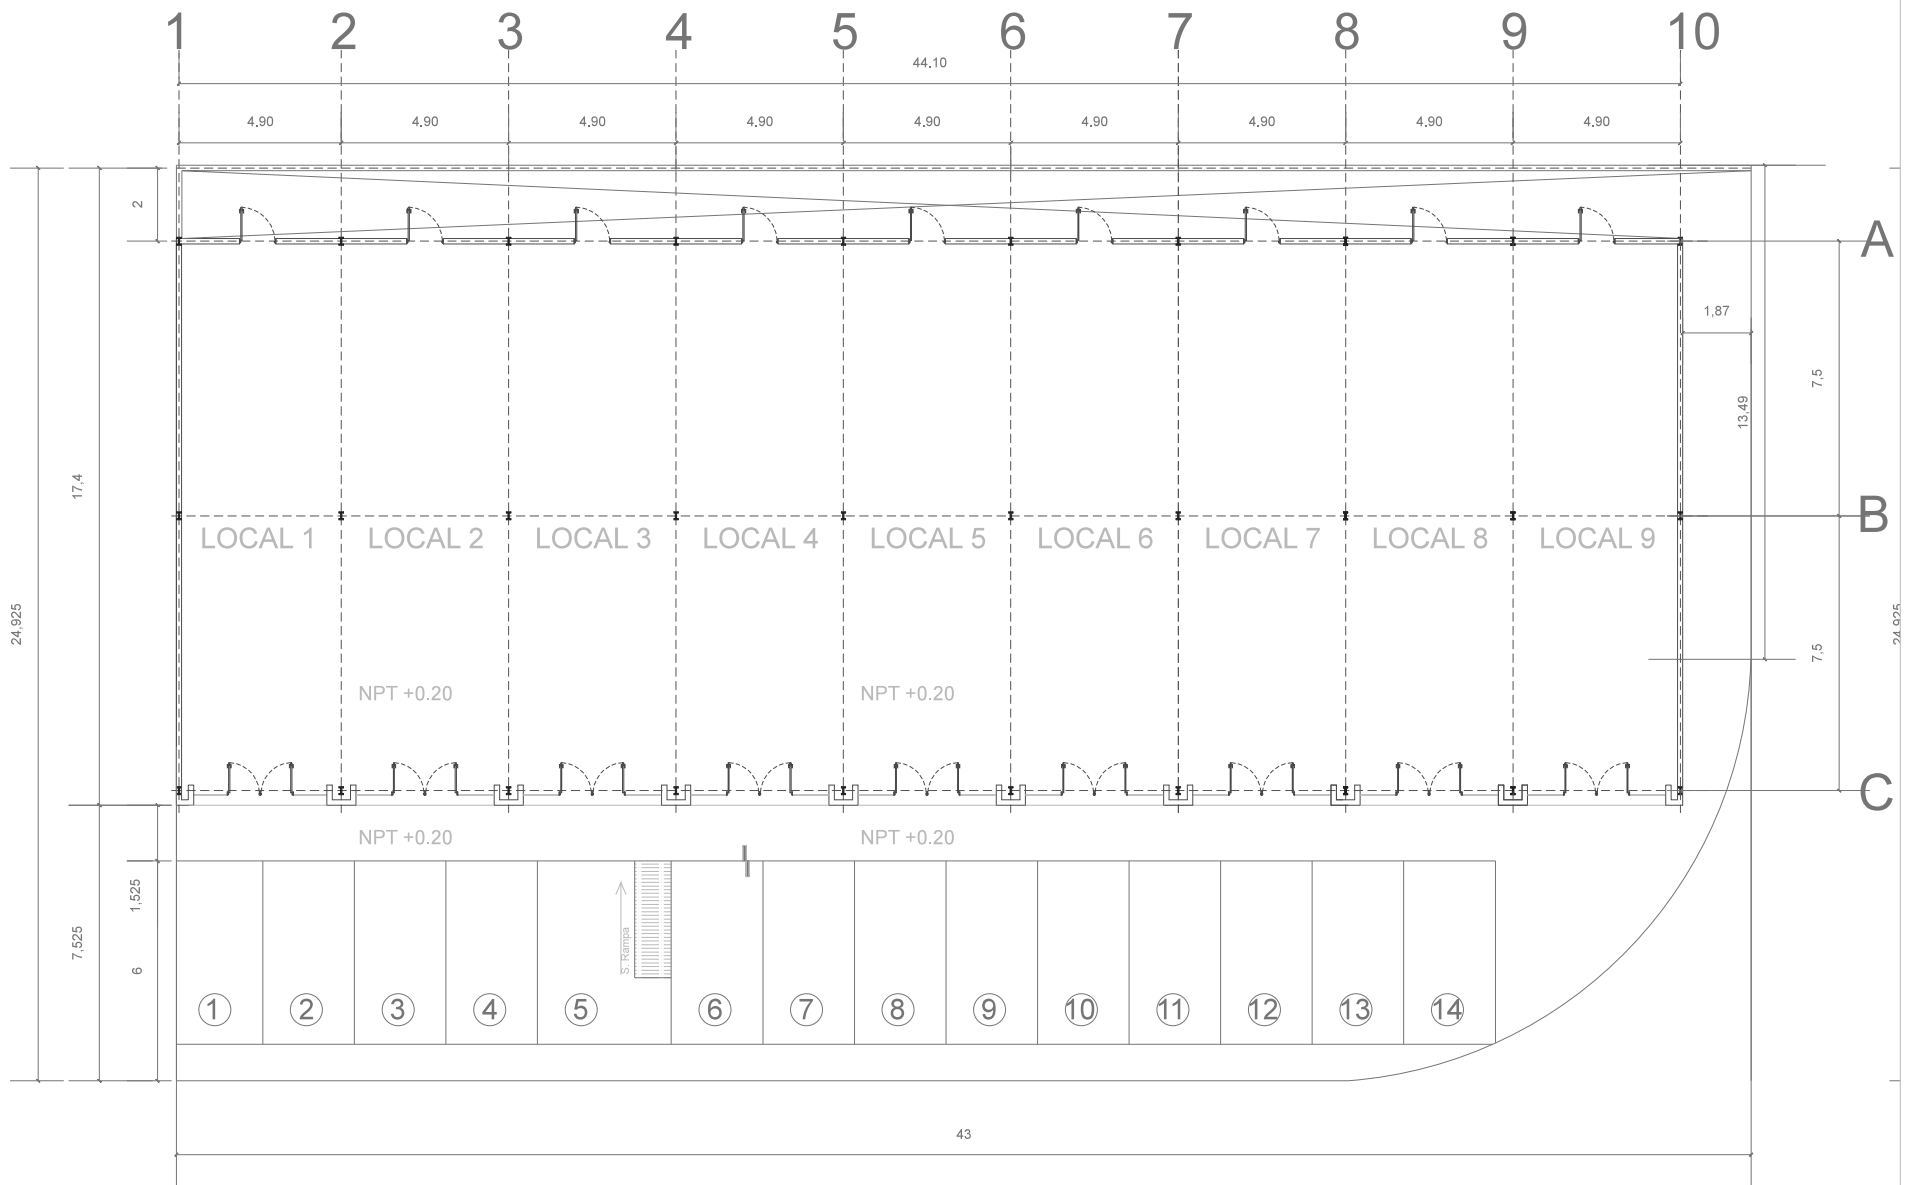 1 2 3 4 5 6 7 8 9 10
44.10
4.90 4.90 4.90 4.90 4.90 4.90 4.90 4.90 4.90
2
A
1,87
7,5
13,49
17,4
B
LOCAL 1 LOCAL 2 LOCAL 3 LOCAL 4 LOCAL 5 LOCAL 6 LOCAL 7 LOCAL 8 LOCAL 9
24,925
24,925
7,5
NPT +0.20 NPT +0.20
C
NPT +0.20 NPT +0.20
1,525
7,525
6
S. Rampa
1 2 3 4 5 6 7 8 9 10 11 12 13 14
43